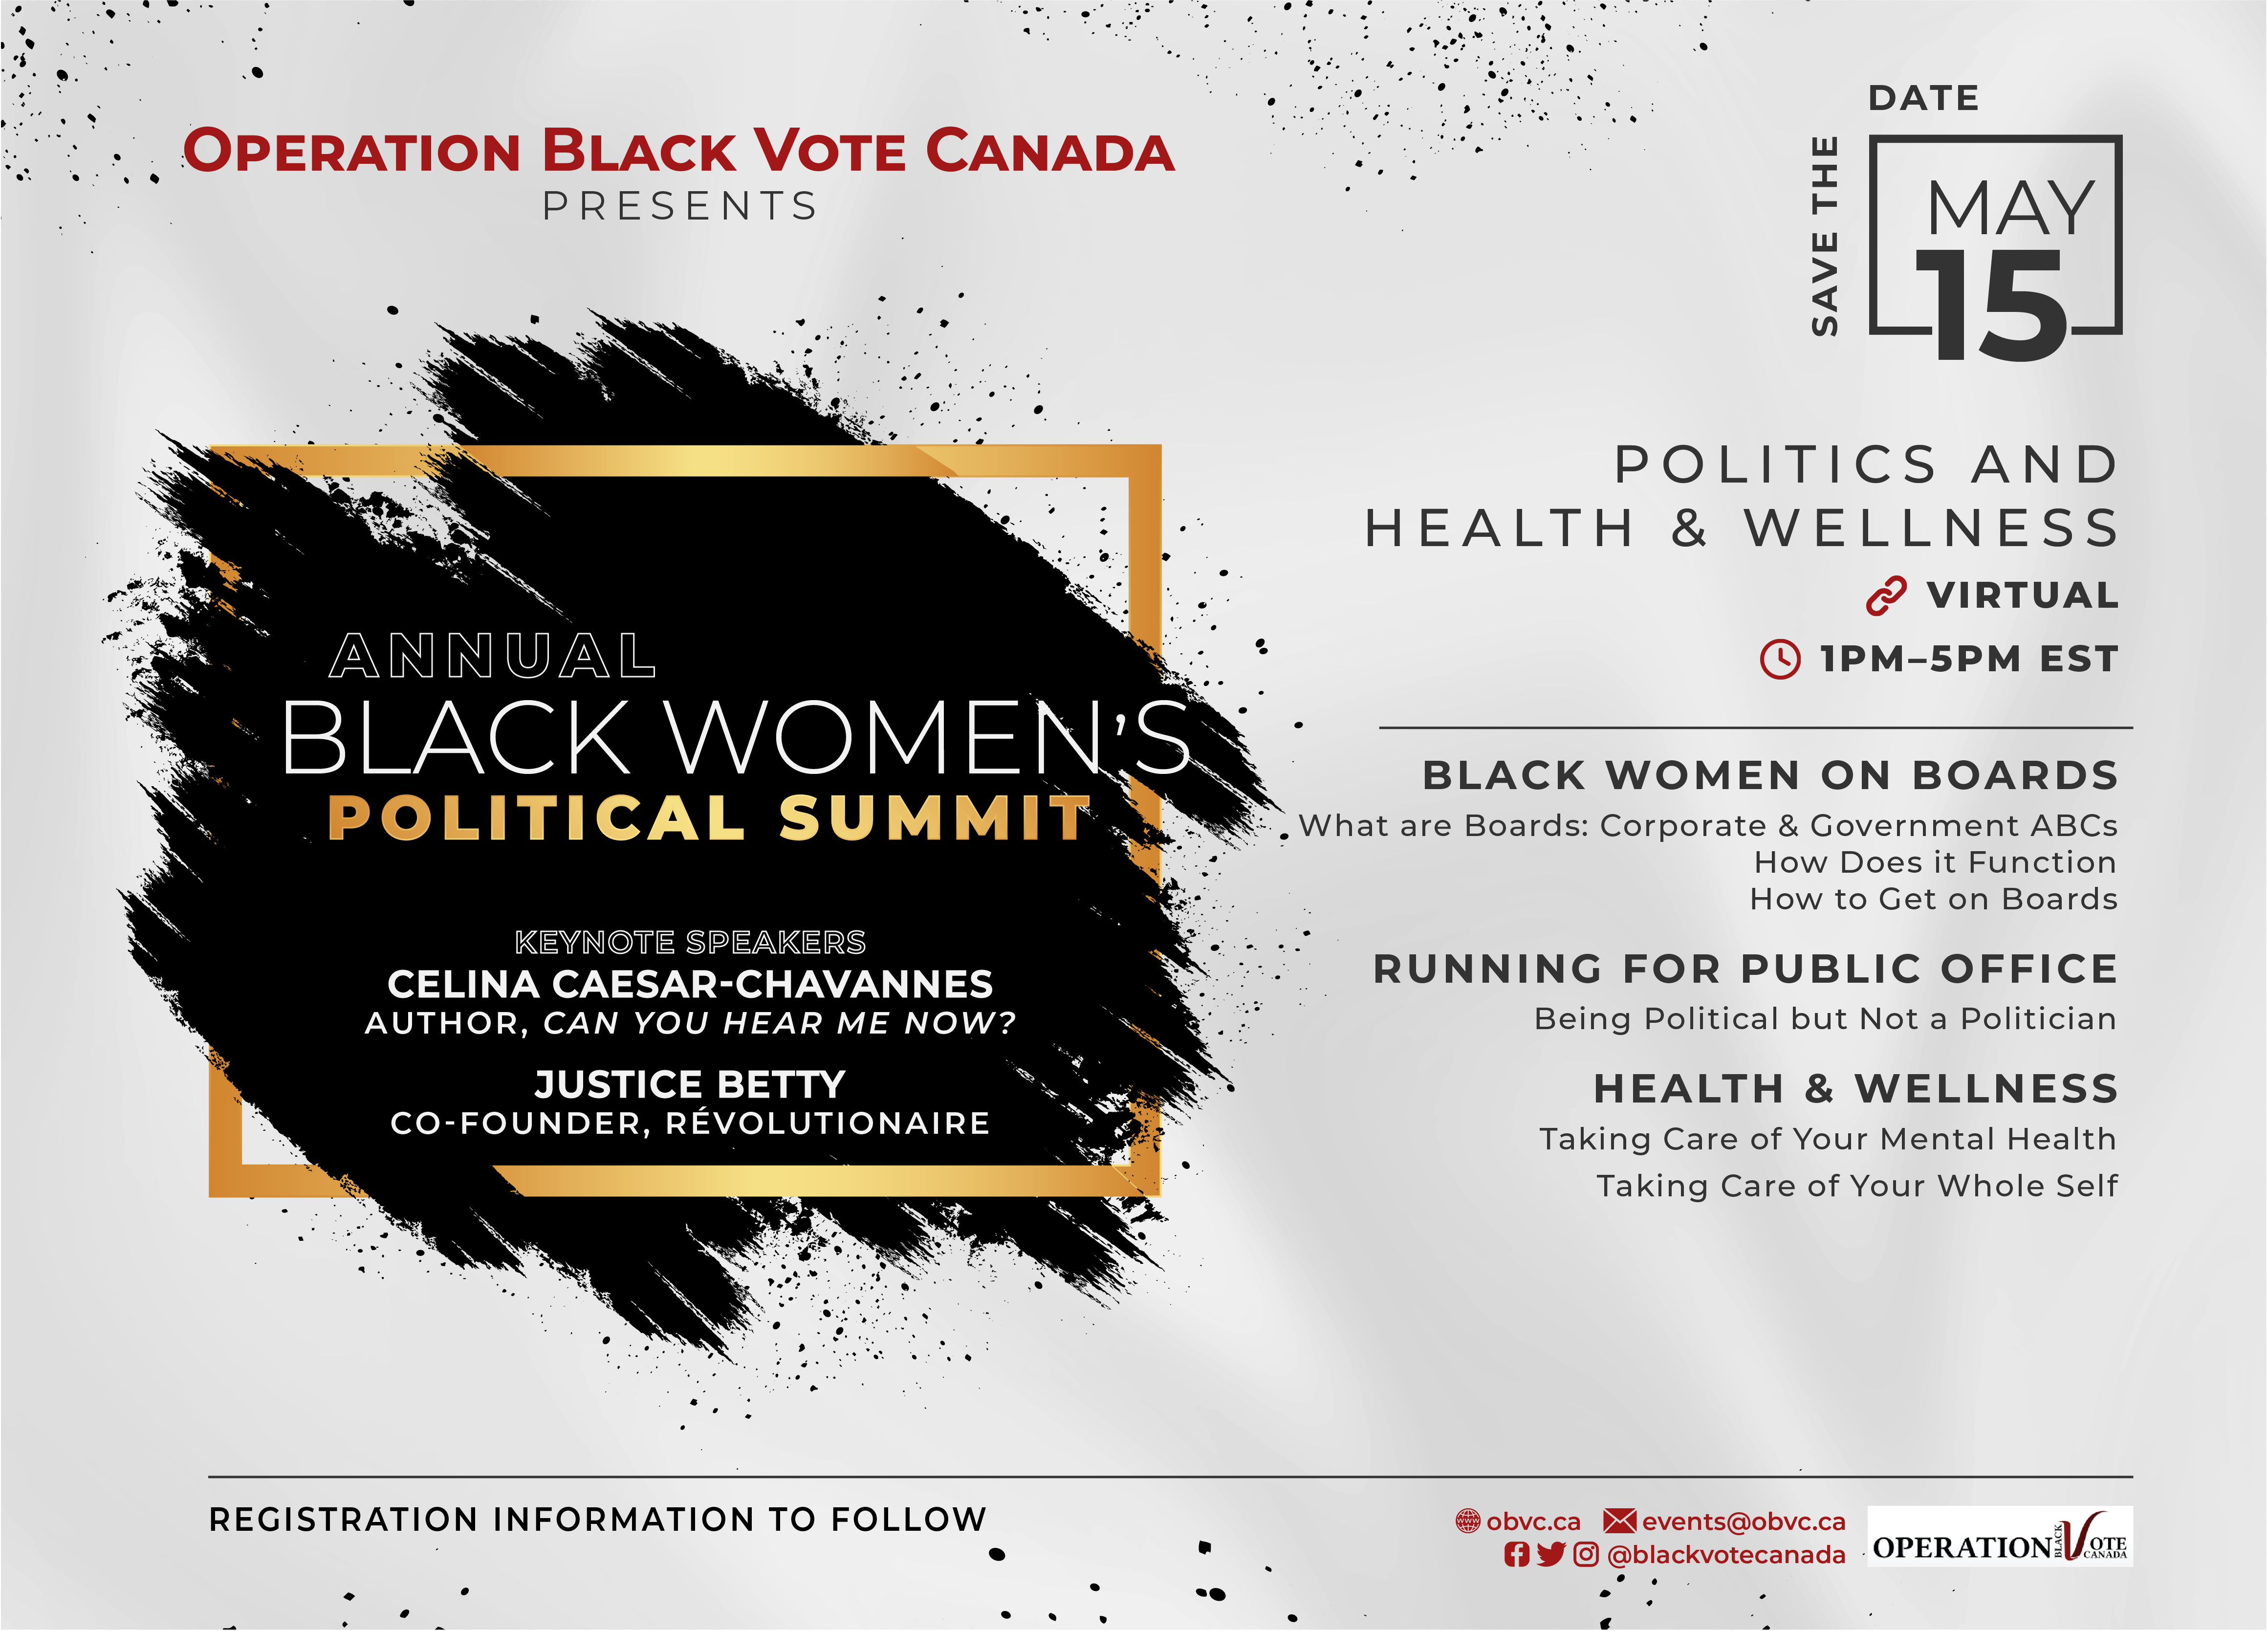 OPERATION BLACK VOTE CANADA
PRESENTS
SAVE THE
DATE
MAY
15
ANNUAL
BLACK WOMEN'S
POLITICAL SUMMIT
KEYNOTE SPEAKERS
CELINA CAESAR-CHAVANNES
AUTHOR, CAN YOU HEAR ME NOW?
JUSTICE BETTY
CO-FOUNDER, RÉVOLUTIONAIRE
POLITICS AND
HEALTH & WELLNESS
VIRTUAL
1PM–5PM EST
BLACK WOMEN ON BOARDS
What are Boards: Corporate & Government ABCs
How Does it Function
How to Get on Boards
RUNNING FOR PUBLIC OFFICE
Being Political but Not a Politician
HEALTH & WELLNESS
Taking Care of Your Mental Health
Taking Care of Your Whole Self
REGISTRATION INFORMATION TO FOLLOW
www obvc.ca events@obvc.ca
@blackvotecanada
OPERATION BLACK VOTE CANADA